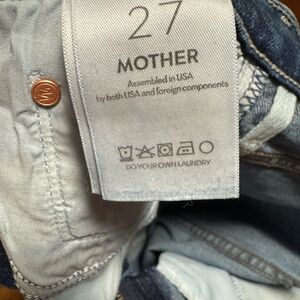 27
MOTHER
Assembled in USA
by both USA and foreign components
DO YOUR OWN LAUNDRY